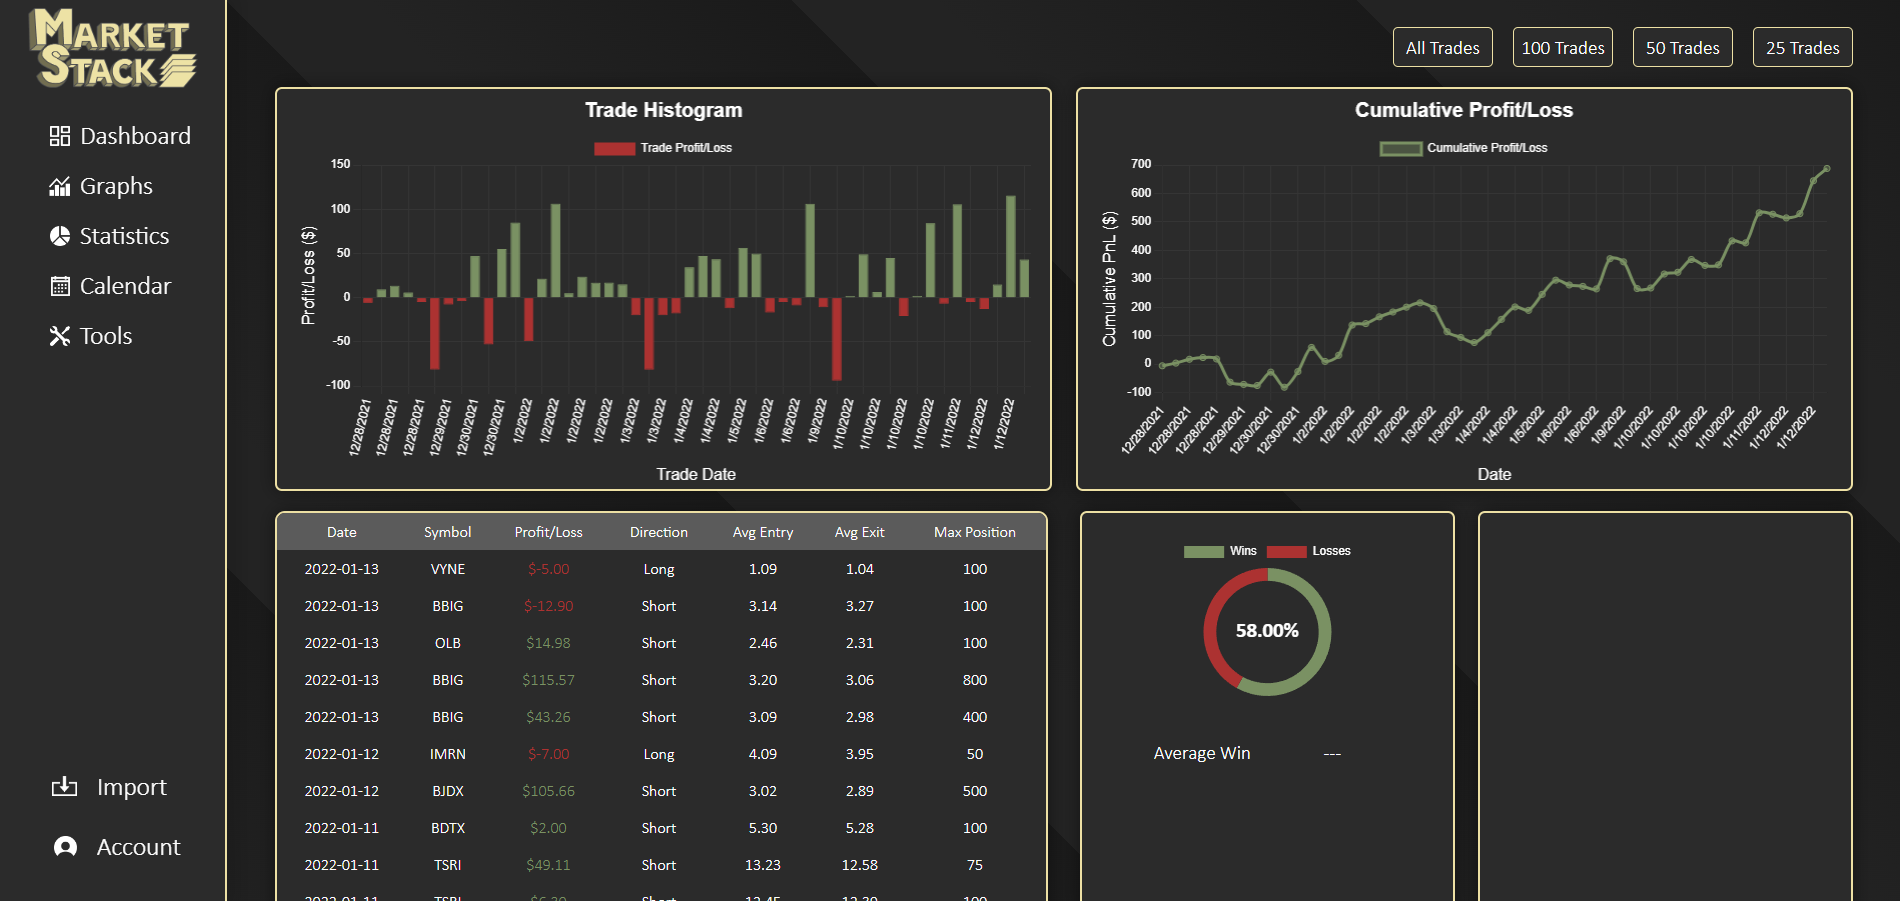 MARKET
STACK
Dashboard
Graphs
Statistics
Calendar
Tools
Import
Account
All Trades 100 Trades 50 Trades 25 Trades
Trade Histogram
Trade Profit/Loss
Profit/Loss ($)
150
100
50
0
-50
-100
12/28/2021 12/28/2021 12/28/2021 12/29/2021 12/30/2021 12/30/2021 1/2/2022 1/2/2022 1/2/2022 1/2/2022 1/3/2022 1/3/2022 1/4/2022 1/4/2022 1/5/2022 1/6/2022 1/6/2022 1/9/2022 1/10/2022 1/10/2022 1/10/2022 1/10/2022 1/11/2022 1/12/2022 1/12/2022
Trade Date
Cumulative Profit/Loss
Cumulative Profit/Loss
Cumulative PnL ($)
700
600
500
400
300
200
100
0
-100
12/28/2021 12/28/2021 12/28/2021 12/29/2021 12/30/2021 12/30/2021 1/2/2022 1/2/2022 1/2/2022 1/2/2022 1/3/2022 1/3/2022 1/4/2022 1/4/2022 1/5/2022 1/6/2022 1/6/2022 1/9/2022 1/10/2022 1/10/2022 1/10/2022 1/10/2022 1/11/2022 1/12/2022 1/12/2022
Date
Date Symbol Profit/Loss Direction Avg Entry Avg Exit Max Position
2022-01-13 VYNE $-5.00 Long 1.09 1.04 100
2022-01-13 BBIG $-12.90 Short 3.14 3.27 100
2022-01-13 OLB $14.98 Short 2.46 2.31 100
2022-01-13 BBIG $115.57 Short 3.20 3.06 800
2022-01-13 BBIG $43.26 Short 3.09 2.98 400
2022-01-12 IMRN $-7.00 Long 4.09 3.95 50
2022-01-12 BJDX $105.66 Short 3.02 2.89 500
2022-01-11 BDTX $2.00 Short 5.30 5.28 100
2022-01-11 TSRI $49.11 Short 13.23 12.58 75
2022-01-11 TSRI Short
Wins Losses
58.00%
Average Win ---